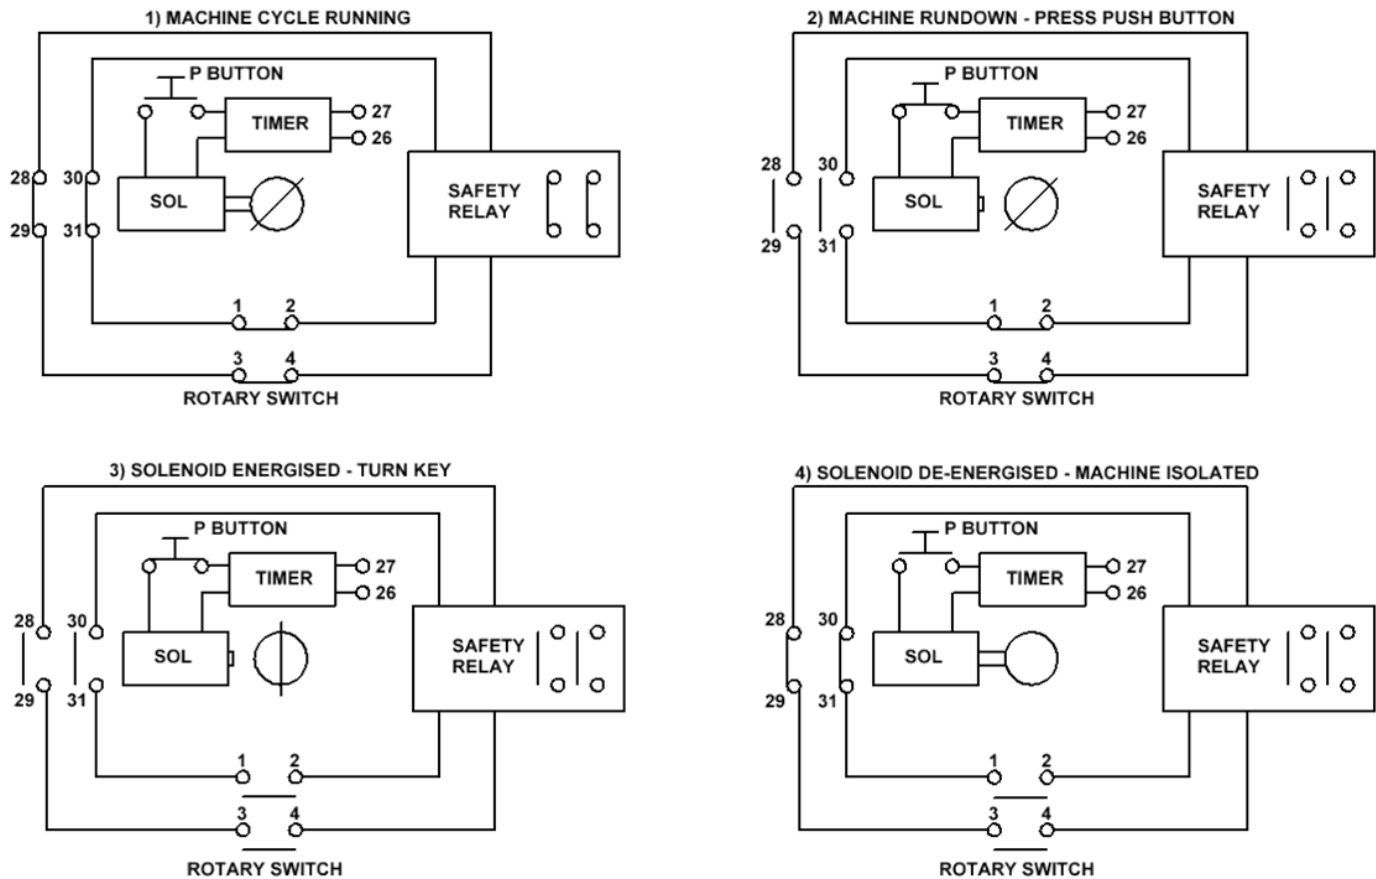 1) MACHINE CYCLE RUNNING
P BUTTON
TIMER
27
26
28
30
SOL
SAFETY
RELAY
29
31
1 2
3 4
ROTARY SWITCH
2) MACHINE RUNDOWN - PRESS PUSH BUTTON
P BUTTON
TIMER
27
26
28
30
SOL
SAFETY
RELAY
29
31
1 2
3 4
ROTARY SWITCH
3) SOLENOID ENERGISED - TURN KEY
P BUTTON
TIMER
27
26
28
30
SOL
SAFETY
RELAY
29
31
1 2
3 4
ROTARY SWITCH
4) SOLENOID DE-ENERGISED - MACHINE ISOLATED
P BUTTON
TIMER
27
26
28
30
SOL
SAFETY
RELAY
29
31
1 2
3 4
ROTARY SWITCH